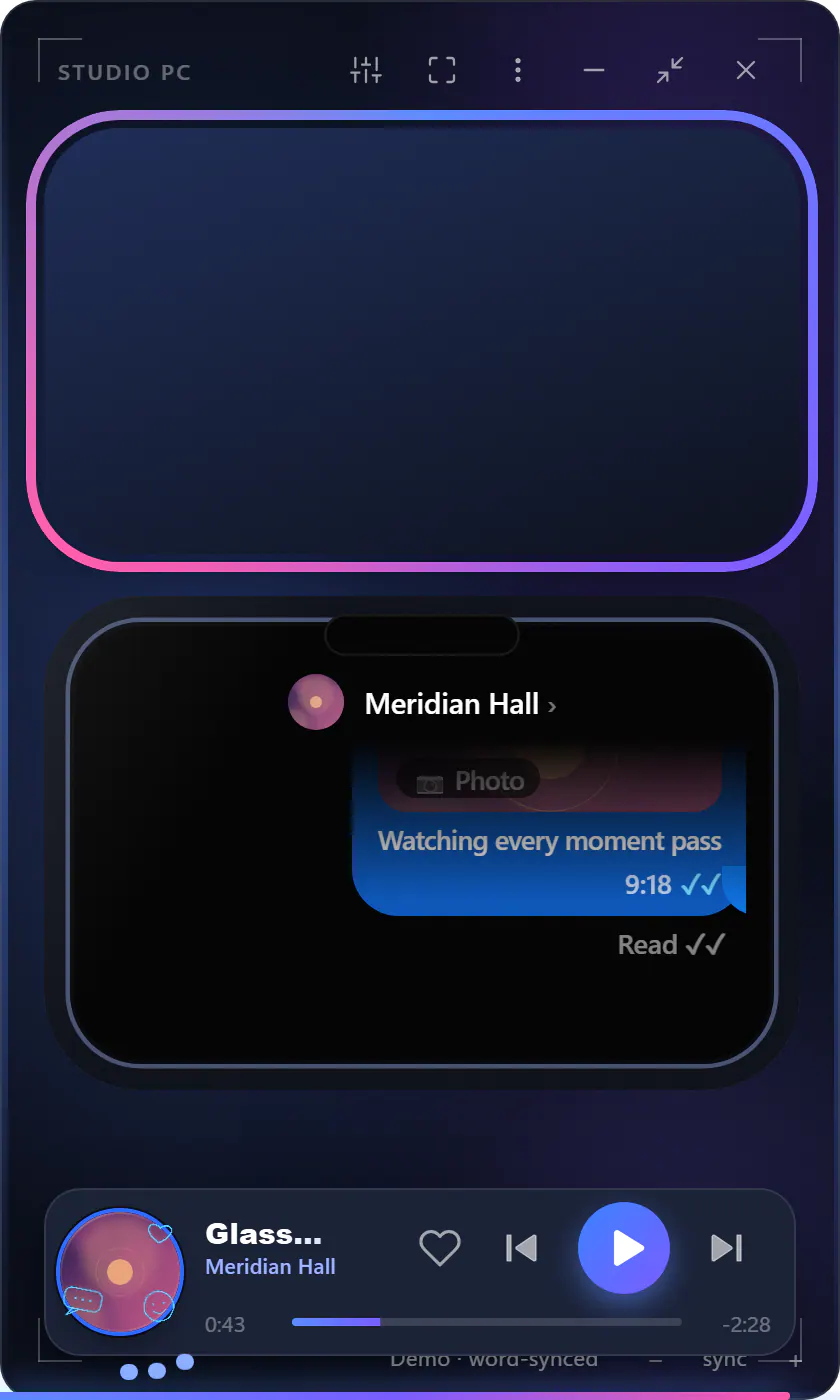 STUDIO PC
Meridian Hall ›
📷 Photo
Watching every moment pass
9:18 ✓✓
Read ✓✓
Glass...
Meridian Hall
0:43
-2:28
Demo · word-synced − sync +